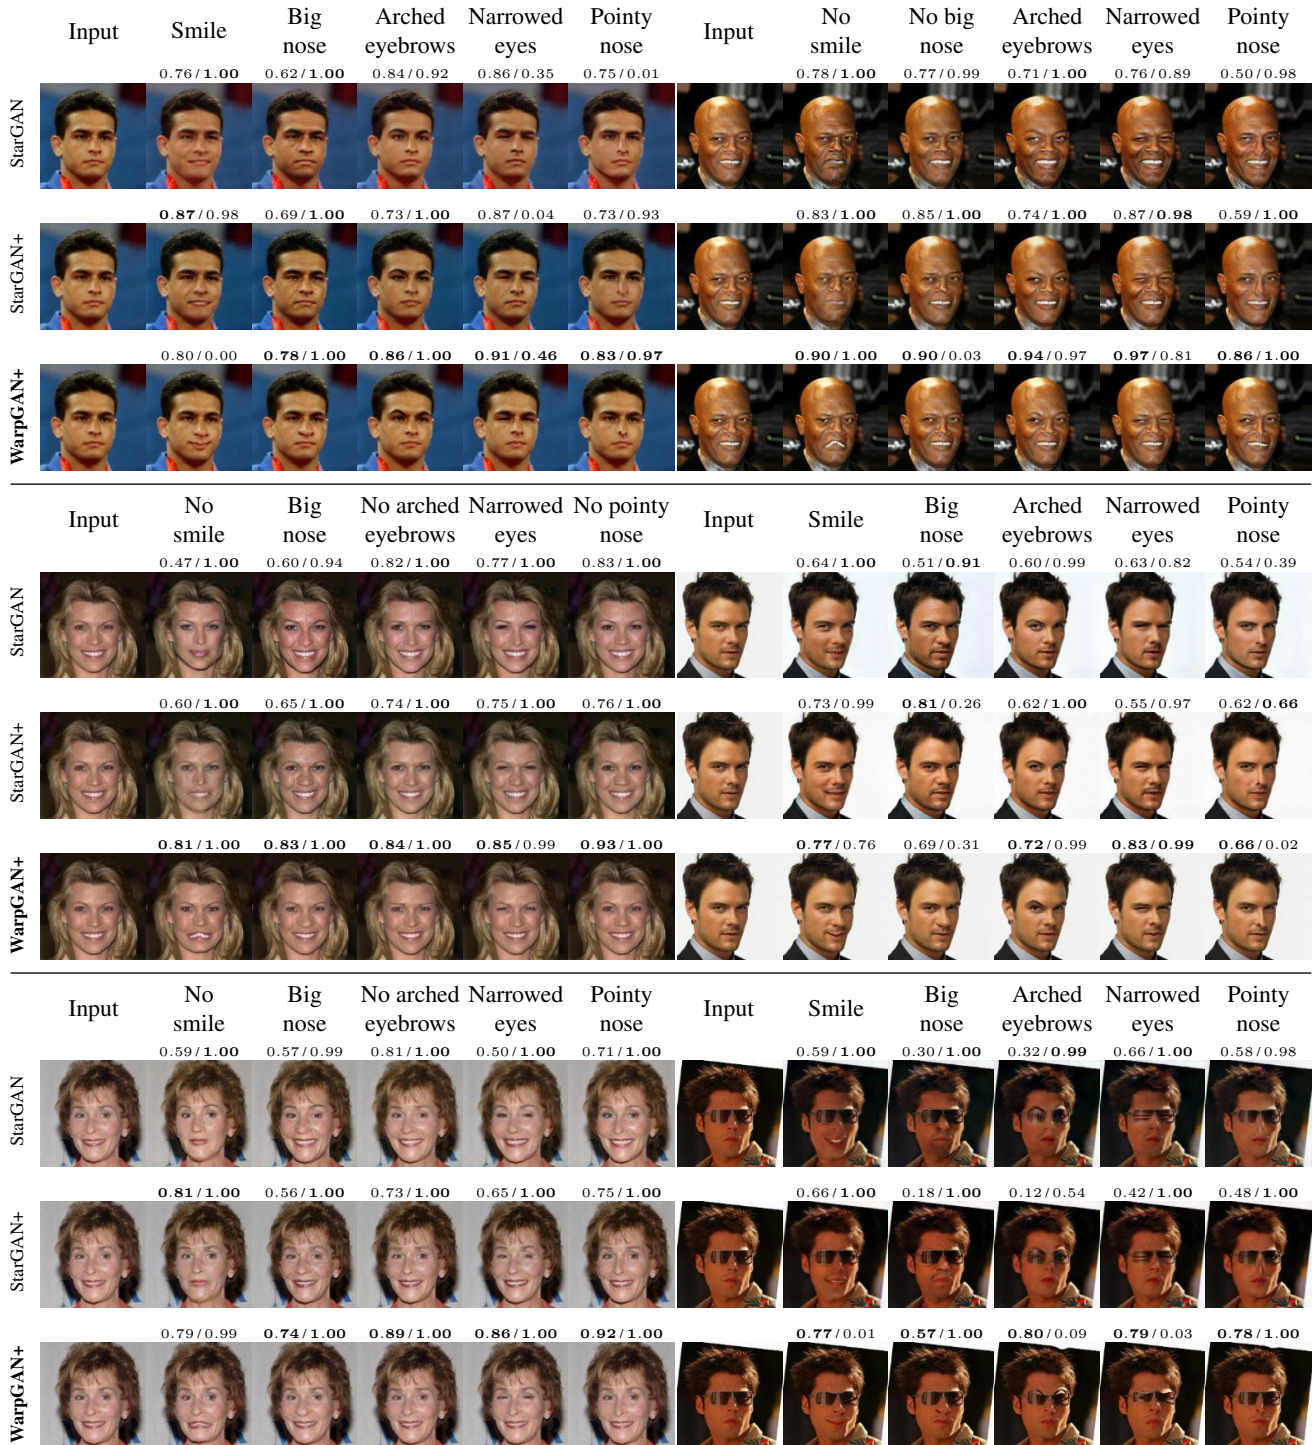 Input Smile Big nose Arched eyebrows Narrowed eyes Pointy nose Input No smile No big nose Arched eyebrows Narrowed eyes Pointy nose
0.76/1.00 0.62/1.00 0.84/0.92 0.86/0.35 0.75/0.01 0.78/1.00 0.77/0.99 0.71/1.00 0.76/0.89 0.50/0.98
StarGAN
0.87/0.98 0.69/1.00 0.73/1.00 0.87/0.04 0.73/0.93 0.83/1.00 0.85/1.00 0.74/1.00 0.87/0.98 0.59/1.00
StarGAN+
0.80/0.00 0.78/1.00 0.86/1.00 0.91/0.46 0.83/0.97 0.90/1.00 0.90/0.03 0.94/0.97 0.97/0.81 0.86/1.00
WarpGAN+
Input No smile Big nose No arched eyebrows Narrowed eyes No pointy nose Input Smile Big nose Arched eyebrows Narrowed eyes Pointy nose
0.47/1.00 0.60/0.94 0.82/1.00 0.77/1.00 0.83/1.00 0.64/1.00 0.51/0.91 0.60/0.99 0.63/0.82 0.54/0.39
StarGAN
0.60/1.00 0.65/1.00 0.74/1.00 0.75/1.00 0.76/1.00 0.73/0.99 0.81/0.26 0.62/1.00 0.55/0.97 0.62/0.66
StarGAN+
0.81/1.00 0.83/1.00 0.84/1.00 0.85/0.99 0.93/1.00 0.77/0.76 0.69/0.31 0.72/0.99 0.83/0.99 0.66/0.02
WarpGAN+
Input No smile Big nose No arched eyebrows Narrowed eyes Pointy nose Input Smile Big nose Arched eyebrows Narrowed eyes Pointy nose
0.59/1.00 0.57/0.99 0.81/1.00 0.50/1.00 0.71/1.00 0.59/1.00 0.30/1.00 0.32/0.99 0.66/1.00 0.58/0.98
StarGAN
0.81/1.00 0.56/1.00 0.73/1.00 0.65/1.00 0.75/1.00 0.66/1.00 0.18/1.00 0.12/0.54 0.42/1.00 0.48/1.00
StarGAN+
0.79/0.99 0.74/1.00 0.89/1.00 0.86/1.00 0.92/1.00 0.77/0.01 0.57/1.00 0.80/0.09 0.79/0.03 0.78/1.00
WarpGAN+